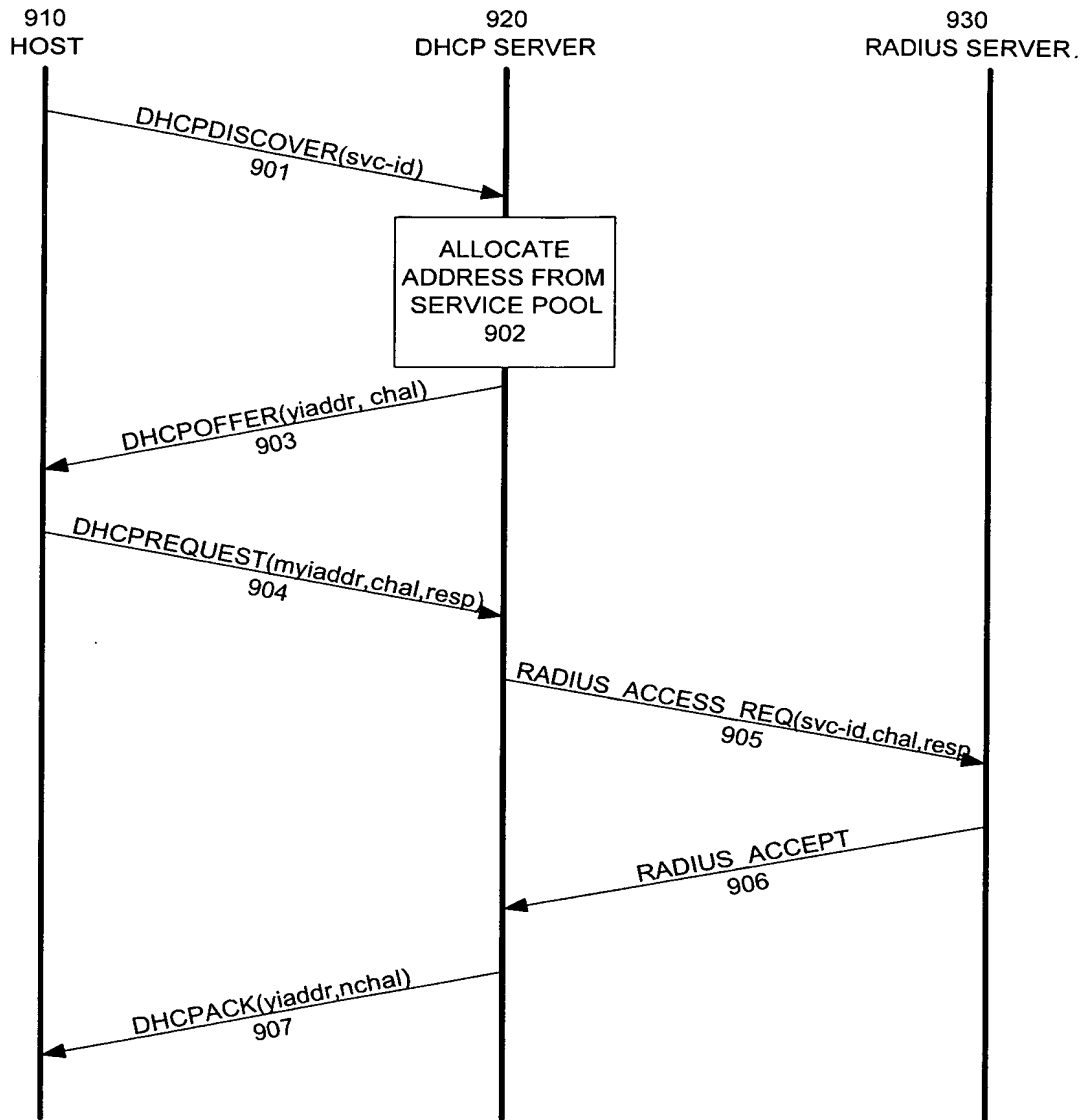 910
HOST
920
DHCP SERVER
930
RADIUS SERVER.
DHCPDISCOVER(svc-id)
901
ALLOCATE
ADDRESS FROM
SERVICE POOL
902
DHCPOFFER(yiaddr, chal)
903
DHCPREQUEST(myiaddr,chal,resp)
904
RADIUS_ACCESS_REQ(svc-id,chal,resp
905
RADIUS_ACCEPT
906
DHCPACK(yiaddr,nchal)
907